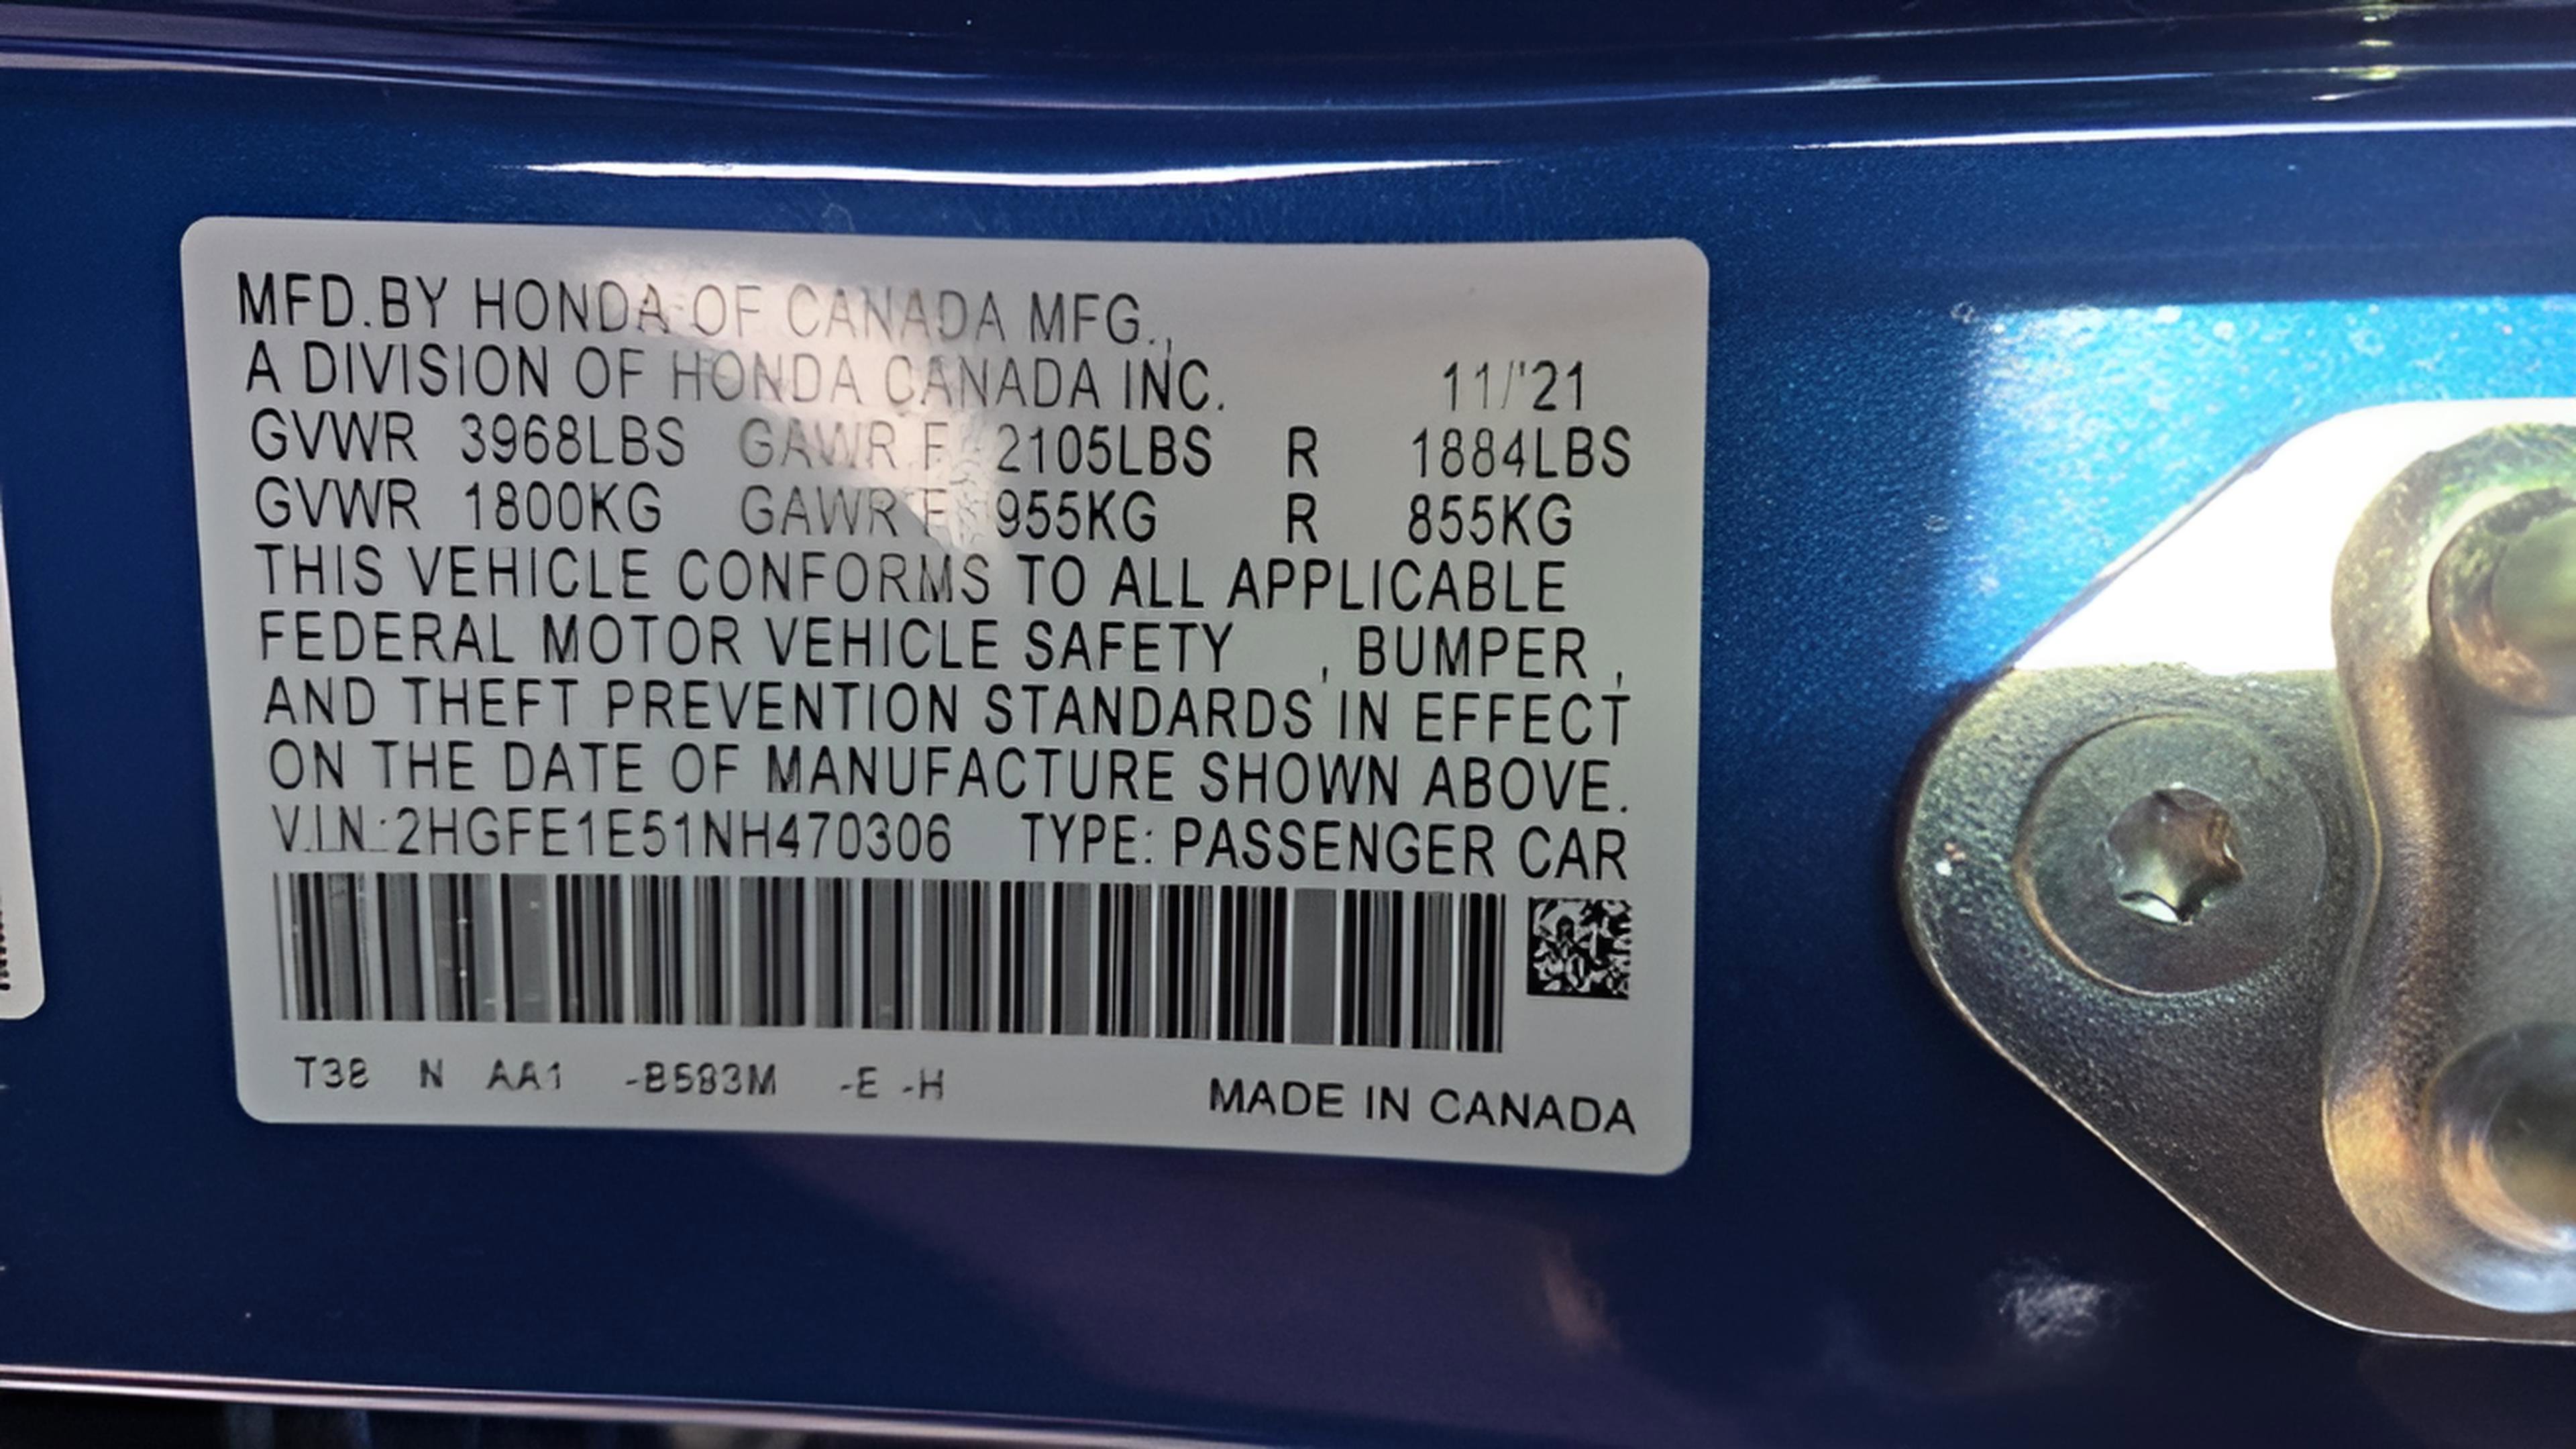 MFD.BY HONDA OF CANADA MFG.,
A DIVISION OF HONDA CANADA INC. 11/'21
GVWR 3968LBS GAWR F 2105LBS R 1884LBS
GVWR 1800KG GAWR F 955KG R 855KG
THIS VEHICLE CONFORMS TO ALL APPLICABLE
FEDERAL MOTOR VEHICLE SAFETY , BUMPER ,
AND THEFT PREVENTION STANDARDS IN EFFECT
ON THE DATE OF MANUFACTURE SHOWN ABOVE.
V.I.N.:2HGFE1E51NH470306 TYPE: PASSENGER CAR
T38 N AA1 -B593M -E -H
MADE IN CANADA